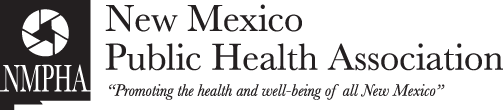 NMPHA
New Mexico
Public Health Association
“Promoting the health and well-being of all New Mexico”